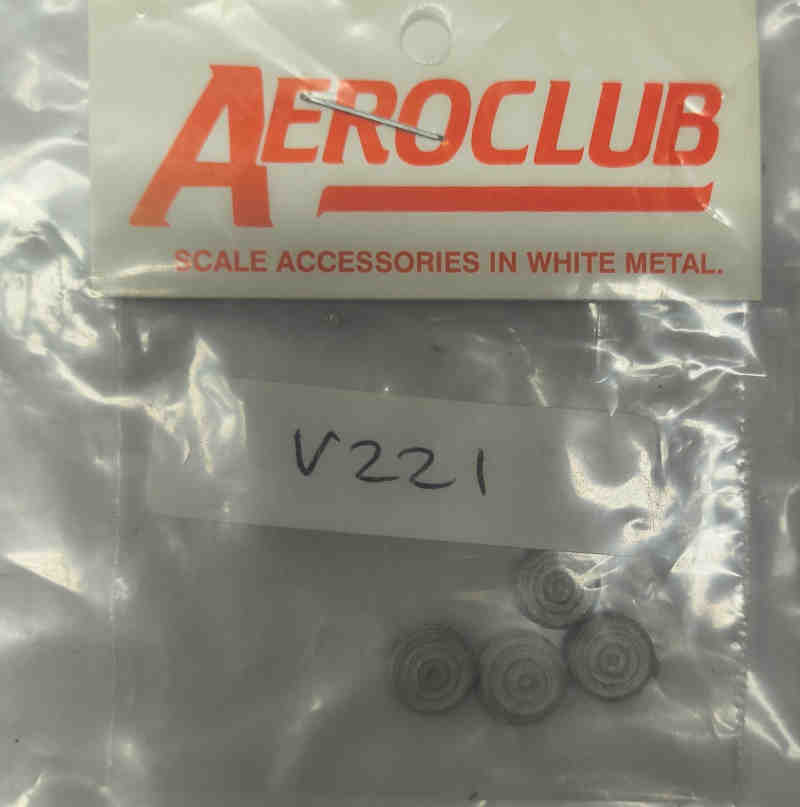 AEROCLUB
SCALE ACCESSORIES IN WHITE METAL.
V221